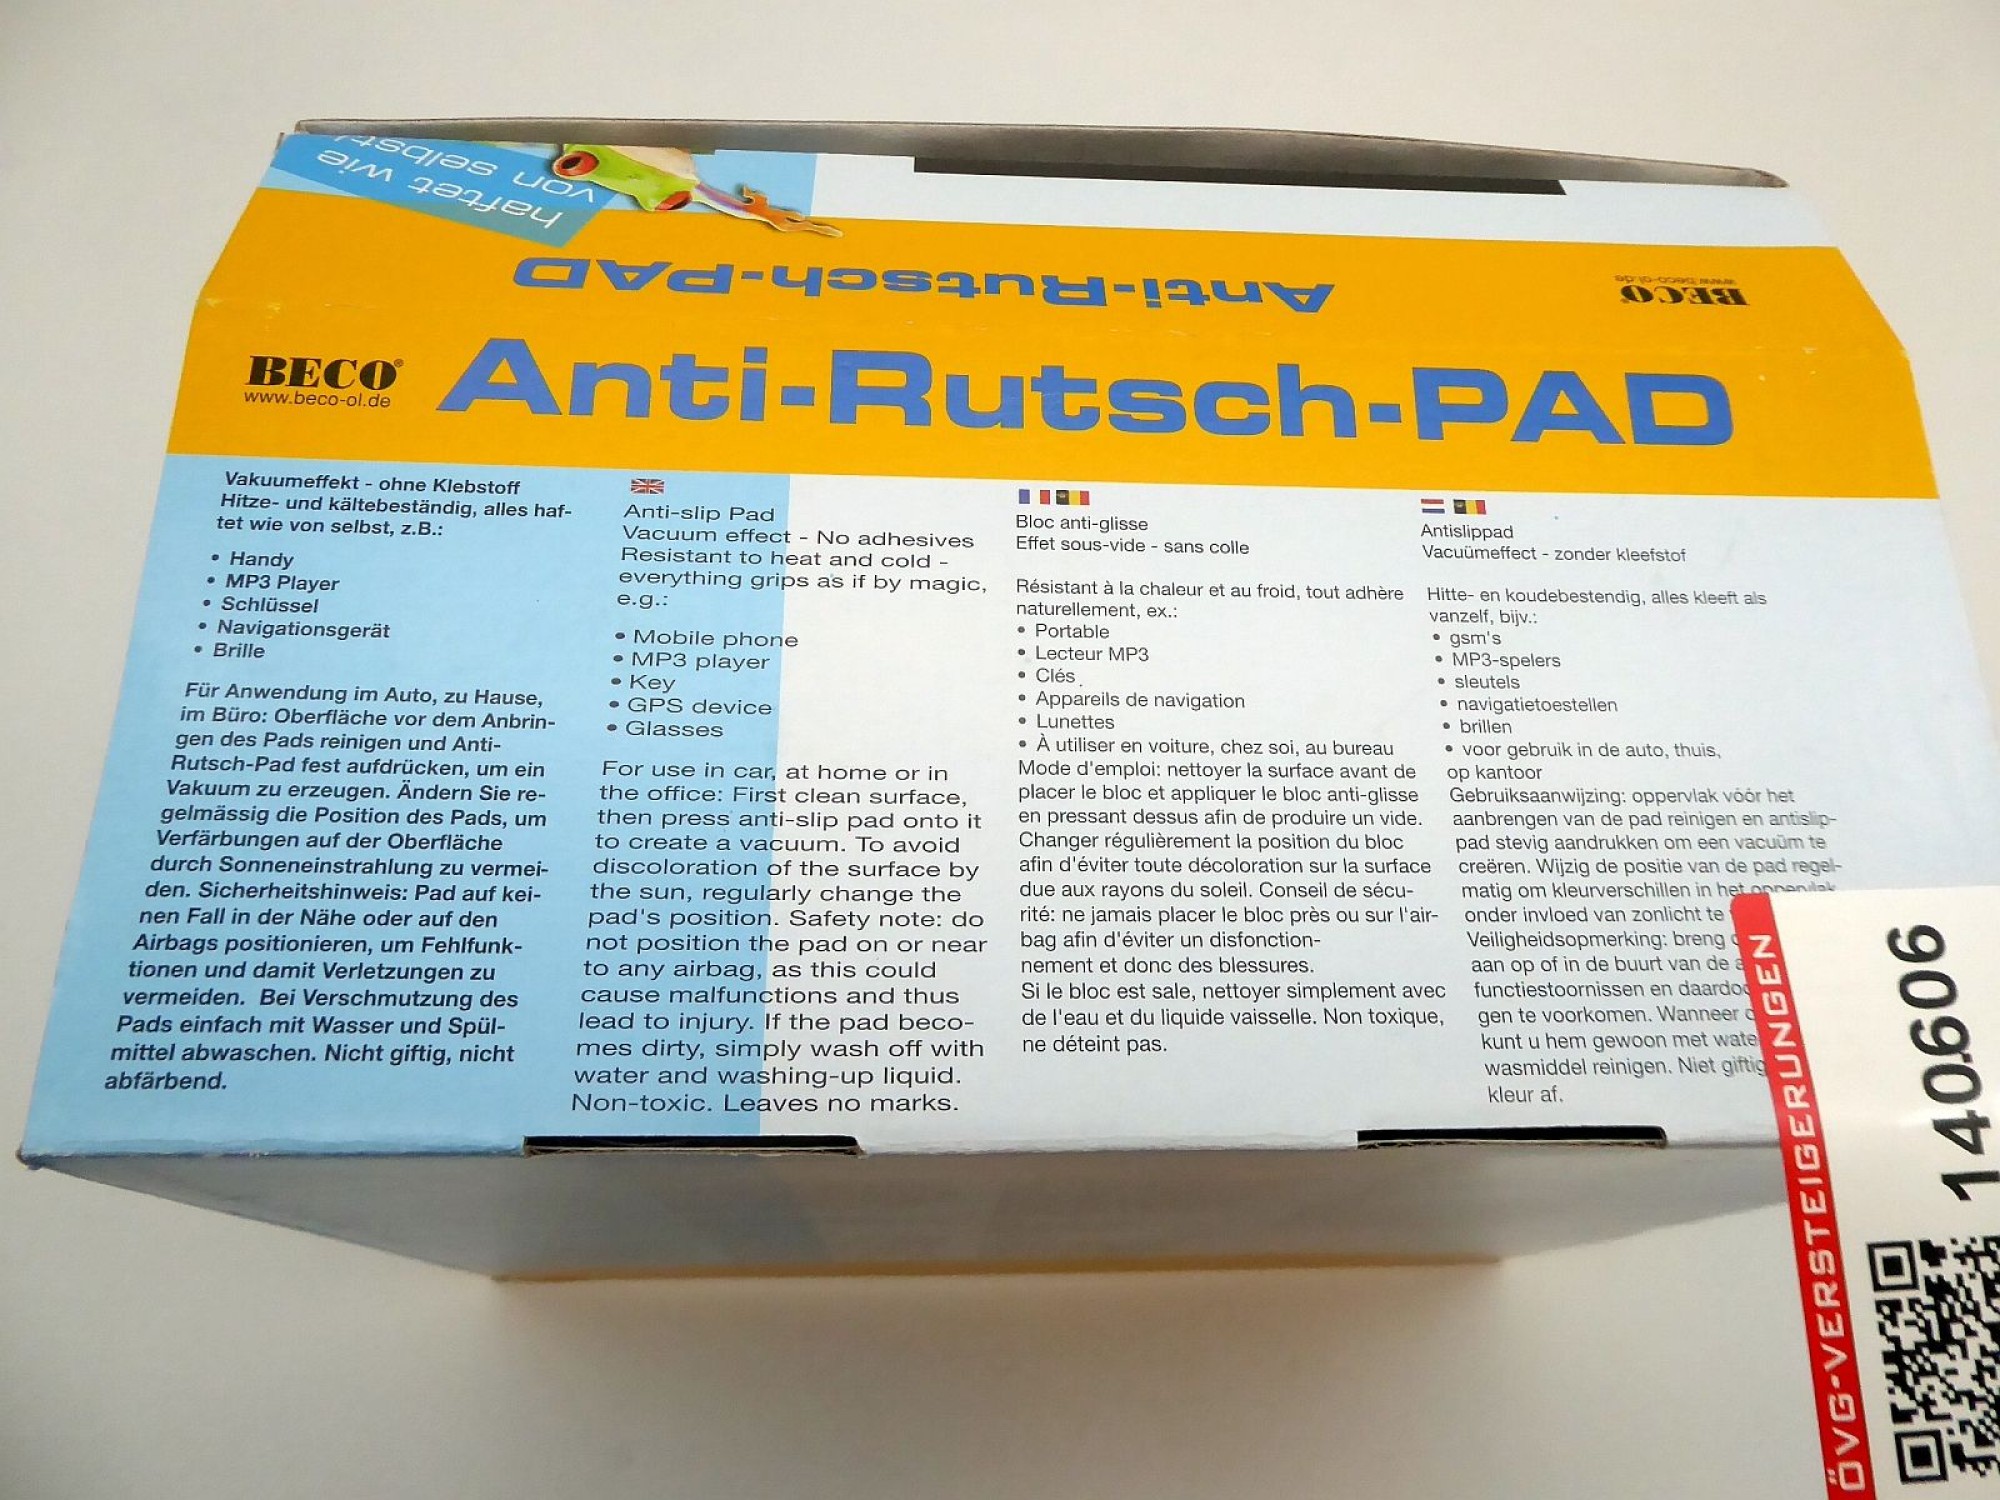 haftet wie
von selbst!
Anti-Rutsch-PAD
BECO
www.beco-ol.de
BECO®
www.beco-ol.de
Anti-Rutsch-PAD
Vakuumeffekt - ohne Klebstoff
Hitze- und kältebeständig, alles haf-
tet wie von selbst, z.B.:
• Handy
• MP3 Player
• Schlüssel
• Navigationsgerät
• Brille
Für Anwendung im Auto, zu Hause,
im Büro: Oberfläche vor dem Anbrin-
gen des Pads reinigen und Anti-
Rutsch-Pad fest aufdrücken, um ein
Vakuum zu erzeugen. Ändern Sie re-
gelmässig die Position des Pads, um
Verfärbungen auf der Oberfläche
durch Sonneneinstrahlung zu vermei-
den. Sicherheitshinweis: Pad auf kei-
nen Fall in der Nähe oder auf den
Airbags positionieren, um Fehlfunk-
tionen und damit Verletzungen zu
vermeiden. Bei Verschmutzung des
Pads einfach mit Wasser und Spül-
mittel abwaschen. Nicht giftig, nicht
abfärbend.
Anti-slip Pad
Vacuum effect - No adhesives
Resistant to heat and cold -
everything grips as if by magic,
e.g.:
• Mobile phone
• MP3 player
• Key
• GPS device
• Glasses
For use in car, at home or in
the office: First clean surface,
then press anti-slip pad onto it
to create a vacuum. To avoid
discoloration of the surface by
the sun, regularly change the
pad's position. Safety note: do
not position the pad on or near
to any airbag, as this could
cause malfunctions and thus
lead to injury. If the pad beco-
mes dirty, simply wash off with
water and washing-up liquid.
Non-toxic. Leaves no marks.
Bloc anti-glisse
Effet sous-vide - sans colle
Résistant à la chaleur et au froid, tout adhère
naturellement, ex.:
• Portable
• Lecteur MP3
• Clés
• Appareils de navigation
• Lunettes
• À utiliser en voiture, chez soi, au bureau
Mode d'emploi: nettoyer la surface avant de
placer le bloc et appliquer le bloc anti-glisse
en pressant dessus afin de produire un vide.
Changer régulièrement la position du bloc
afin d'éviter toute décoloration sur la surface
due aux rayons du soleil. Conseil de sécu-
rité: ne jamais placer le bloc près ou sur l'air-
bag afin d'éviter un disfonction-
nement et donc des blessures.
Si le bloc est sale, nettoyer simplement avec
de l'eau et du liquide vaisselle. Non toxique,
ne déteint pas.
Antislippad
Vacuümeffect - zonder kleefstof
Hitte- en koudebestendig, alles kleeft als
vanzelf, bijv.:
• gsm's
• MP3-spelers
• sleutels
• navigatietoestellen
• brillen
• voor gebruik in de auto, thuis,
op kantoor
Gebruiksaanwijzing: oppervlak vóór het
aanbrengen van de pad reinigen en antislip-
pad stevig aandrukken om een vacuüm te
creëren. Wijzig de positie van de pad regel-
matig om kleurverschillen in het oppervlak
onder invloed van zonlicht te
Veiligheidsopmerking: breng
aan op of in de buurt van de
functiestoornissen en
gen te voorkomen. Wanneer
kunt u hem gewoon met
wasmiddel reinigen. Niet giftig
kleur af.
ÖVG-VERSTEIGERUNGEN
140606